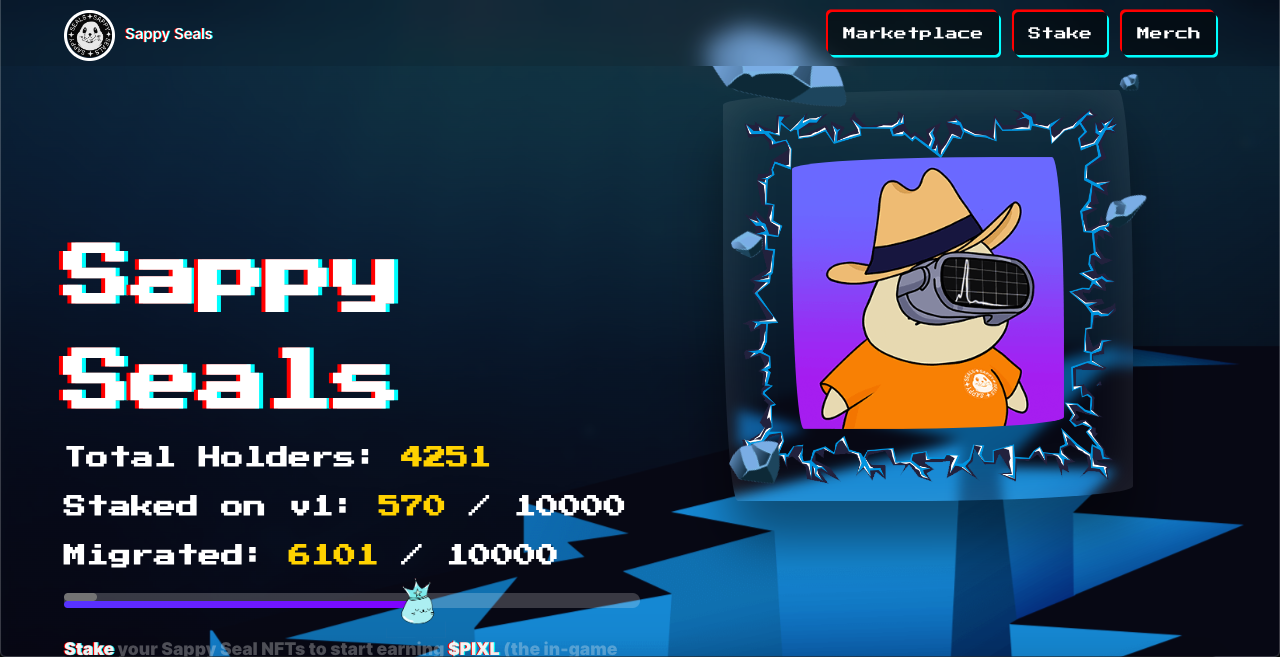 Sappy Seals
Marketplace
Stake
Merch
Sappy
Seals
Total Holders: 4251
Staked on v1: 570 / 10000
Migrated: 6101 / 10000
Stake your Sappy Seal NFTs to start earning $PIXL (the in-game